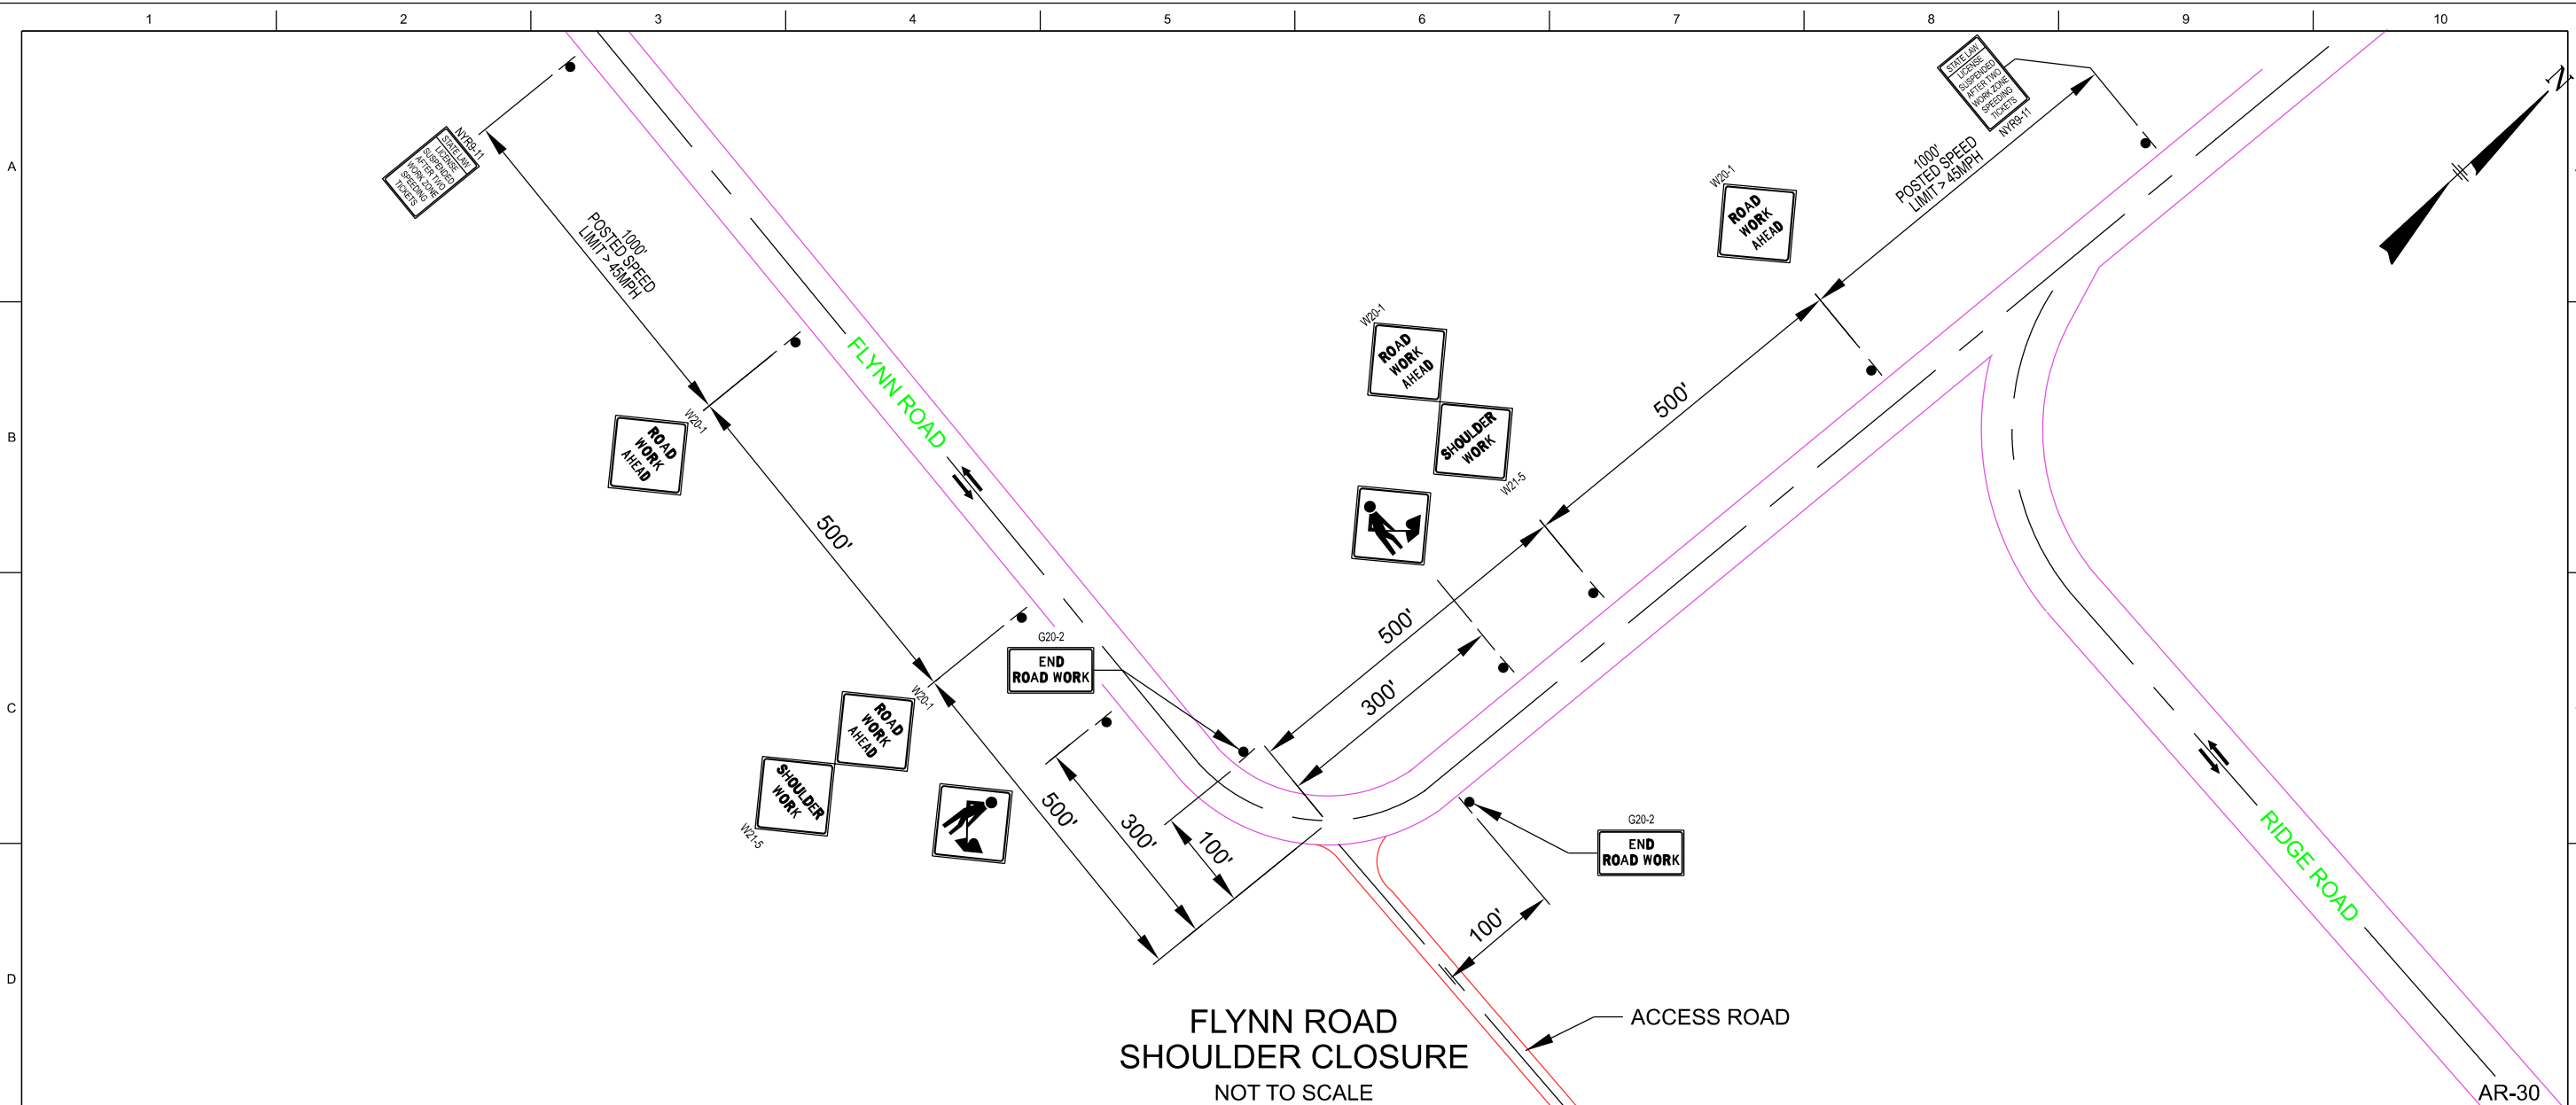 1 2 3 4 5 6 7 8 9 10
A
B
C
D
NYR9-11
STATE LAW
LICENSE
SUSPENDED
AFTER TWO
WORK ZONE
SPEEDING
TICKETS
1000'
POSTED SPEED
LIMIT > 45MPH
W20-1
ROAD
WORK
AHEAD
500'
FLYNN ROAD
W20-1
ROAD
WORK
AHEAD
SHOULDER
WORK
W21-5
500'
300'
100'
G20-2
END
ROAD WORK
STATE LAW
LICENSE
SUSPENDED
AFTER TWO
WORK ZONE
SPEEDING
TICKETS
NYR9-11
1000'
POSTED SPEED
LIMIT > 45MPH
W20-1
ROAD
WORK
AHEAD
500'
W20-1
ROAD
WORK
AHEAD
SHOULDER
WORK
W21-5
500'
300'
G20-2
END
ROAD WORK
100'
N
RIDGE ROAD
ACCESS ROAD
FLYNN ROAD
SHOULDER CLOSURE
NOT TO SCALE
AR-30